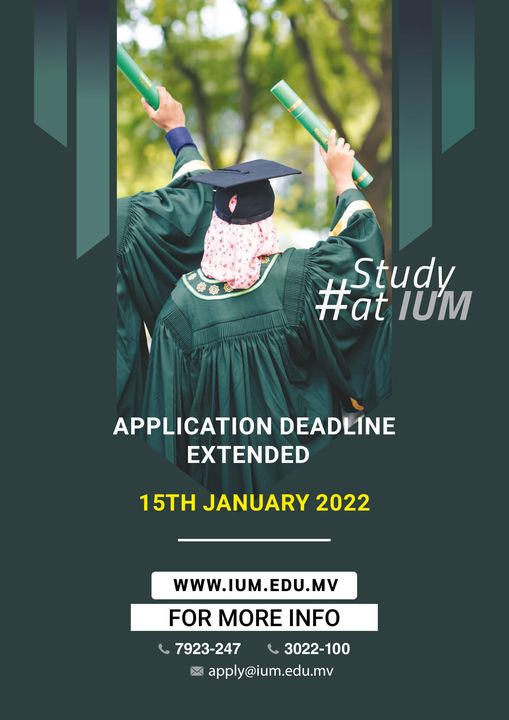 #Study
at IUM
APPLICATION DEADLINE
EXTENDED
15TH JANUARY 2022
WWW.IUM.EDU.MV
FOR MORE INFO
7923-247 3022-100
apply@ium.edu.mv